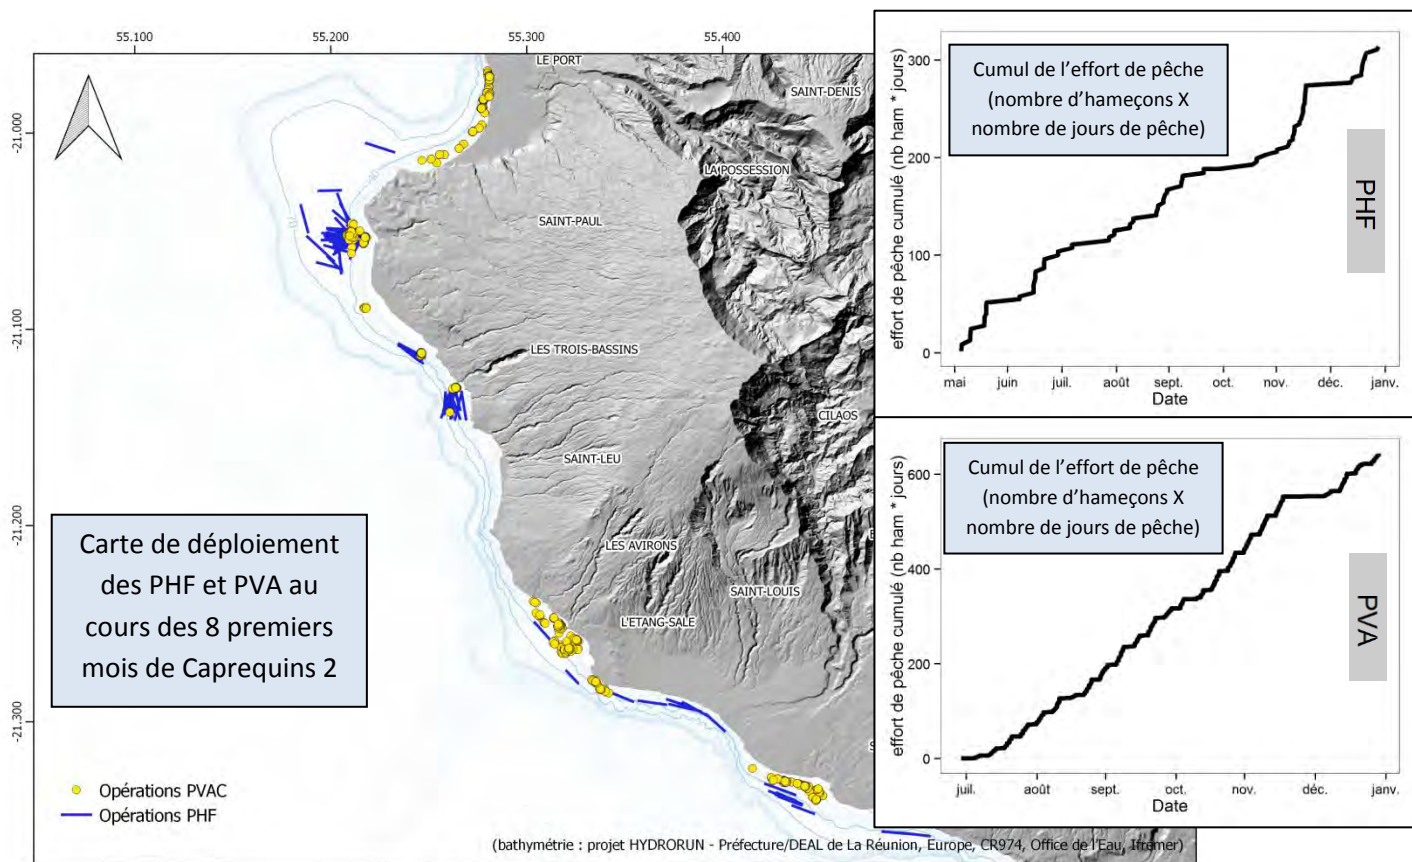 55.100
55.200
55.300
55.400
-21.000
-21.100
-21.200
-21.300
LE PORT
SAINT-DENIS
LA POSSESSION
SAINT-PAUL
LES TROIS-BASSINS
CILAOS
SAINT-LEU
LES AVIRONS
SAINT-LOUIS
L'ETANG-SALE
Carte de déploiement
des PHF et PVA au
cours des 8 premiers
mois de Caprequins 2
Opérations PVAC
Opérations PHF
(bathymétrie : projet HYDRORUN - Préfecture/DEAL de La Réunion, Europe, CR974, Office de l'Eau, Ifremer)
Cumul de l'effort de pêche
(nombre d'hameçons X
nombre de jours de pêche)
effort de pêche cumulé (nb ham * jours)
300
200
100
0
mai juin juil. août sept. oct. nov. déc. janv.
Date
PHF
Cumul de l'effort de pêche
(nombre d'hameçons X
nombre de jours de pêche)
effort de pêche cumulé (nb ham * jours)
600
400
200
0
juil. août sept. oct. nov. déc. janv.
Date
PVA